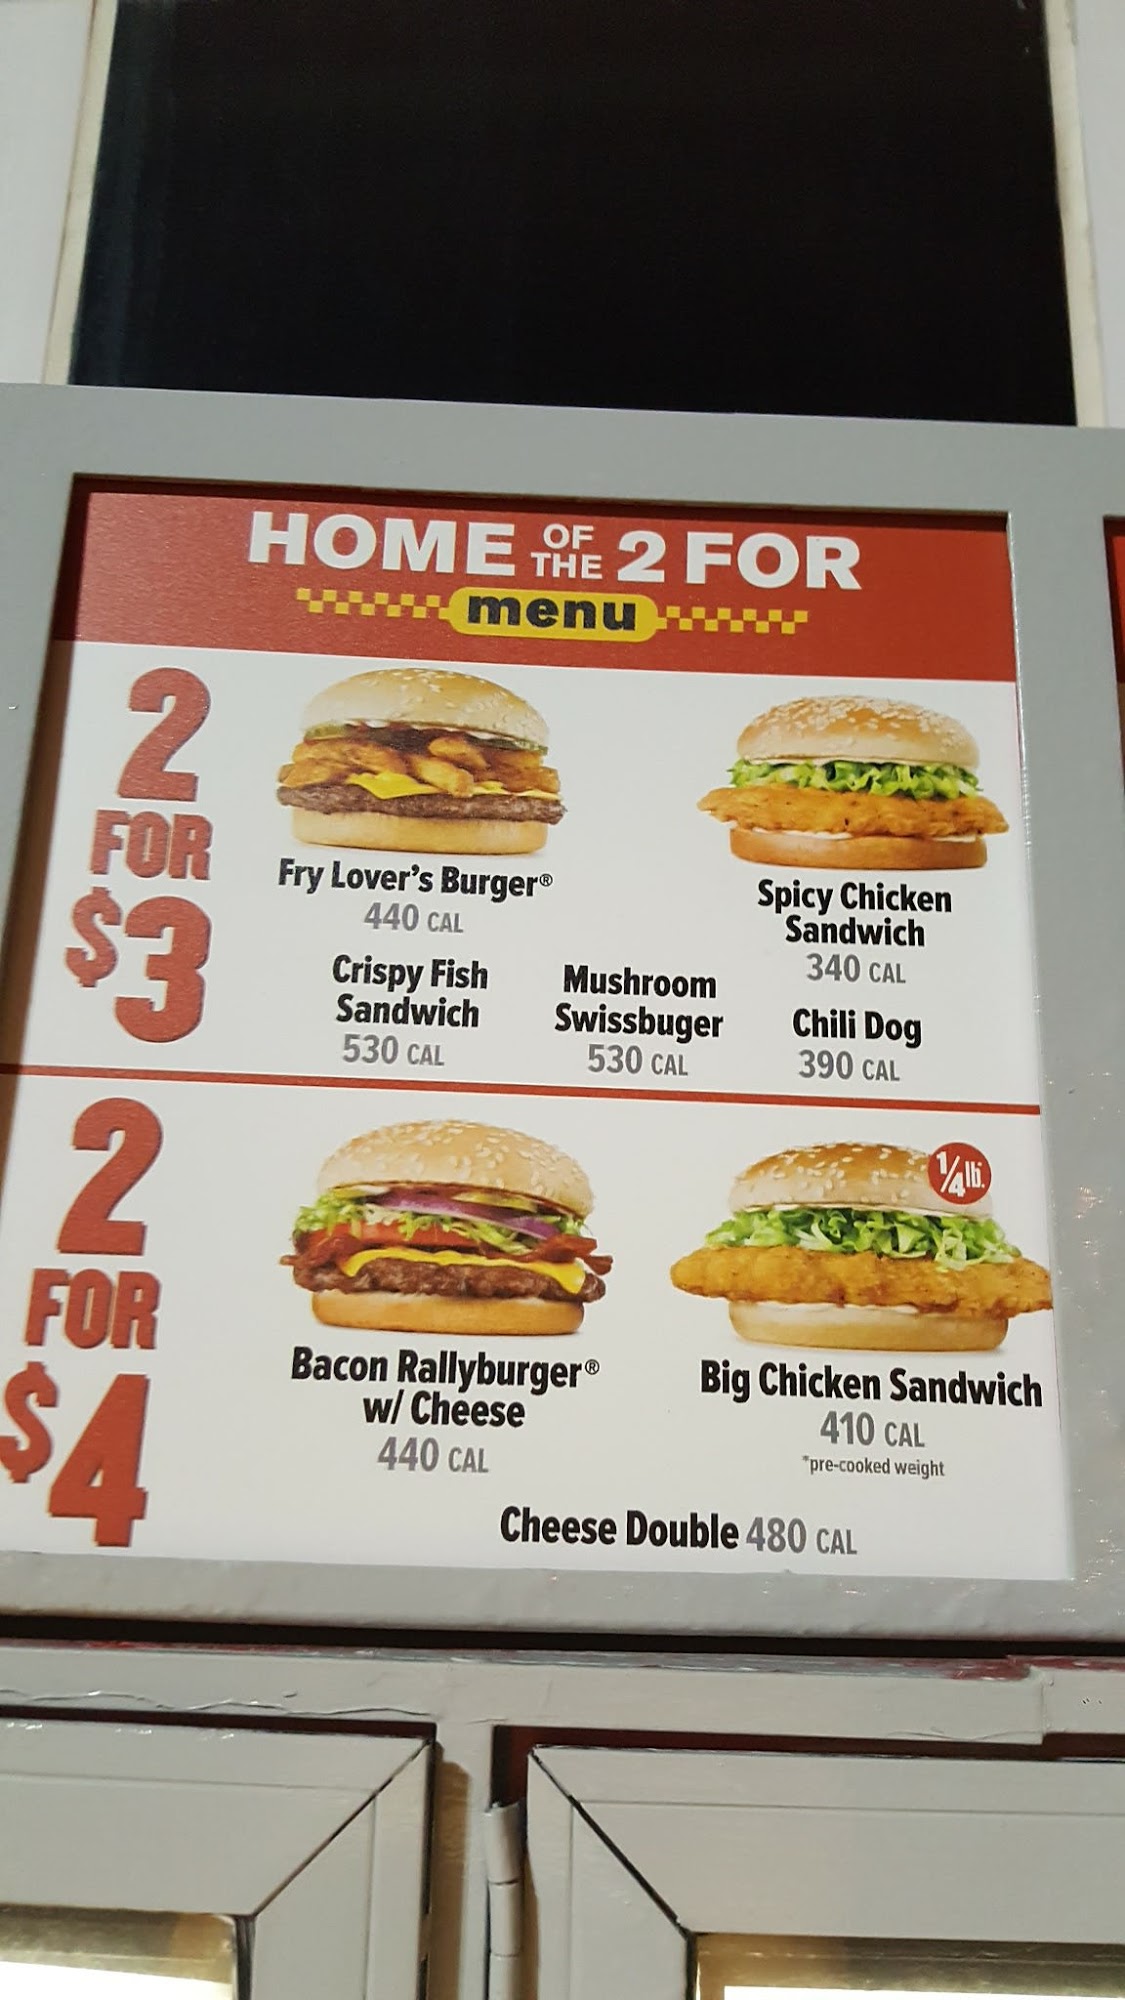 HOME OF THE 2 FOR
menu
2
FOR
$3
Fry Lover's Burger®
440 CAL
Spicy Chicken
Sandwich
340 CAL
Crispy Fish
Sandwich
530 CAL
Mushroom
Swissbuger
530 CAL
Chili Dog
390 CAL
2
FOR
$4
Bacon Rallyburger®
w/ Cheese
440 CAL
1/4 lb.
Big Chicken Sandwich
410 CAL
*pre-cooked weight
Cheese Double 480 CAL